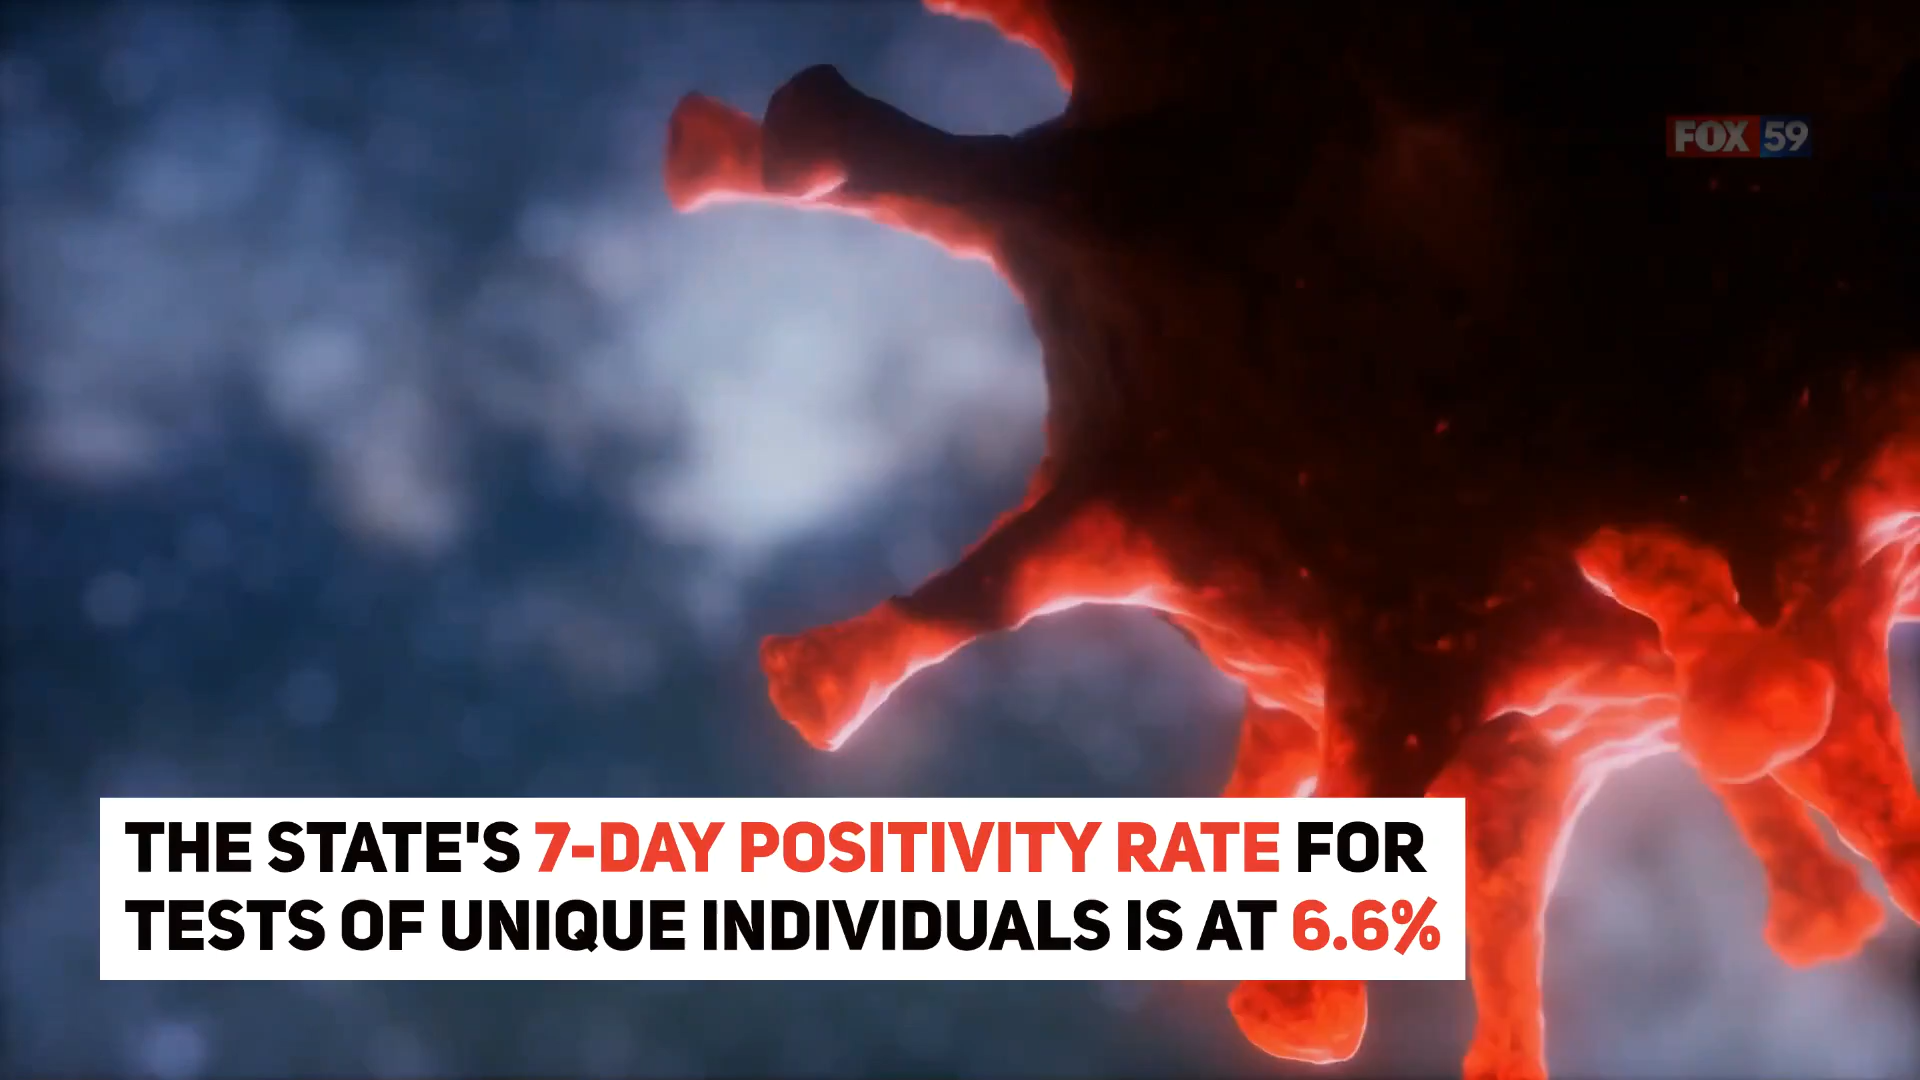 FOX 59
THE STATE'S 7-DAY POSITIVITY RATE FOR
TESTS OF UNIQUE INDIVIDUALS IS AT 6.6%